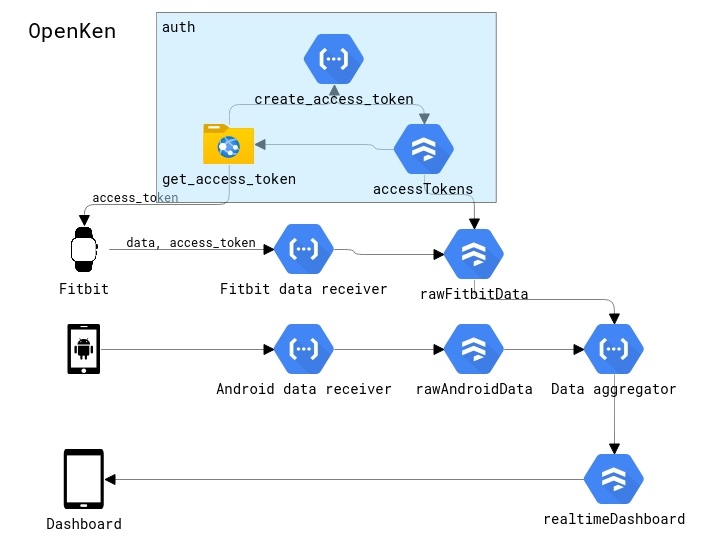 OpenKen
auth
create_access_token
get_access_token
accessTokens
access_token
data, access_token
Fitbit
Fitbit data receiver
rawFitbitData
Android data receiver
rawAndroidData
Data aggregator
Dashboard
realtimeDashboard